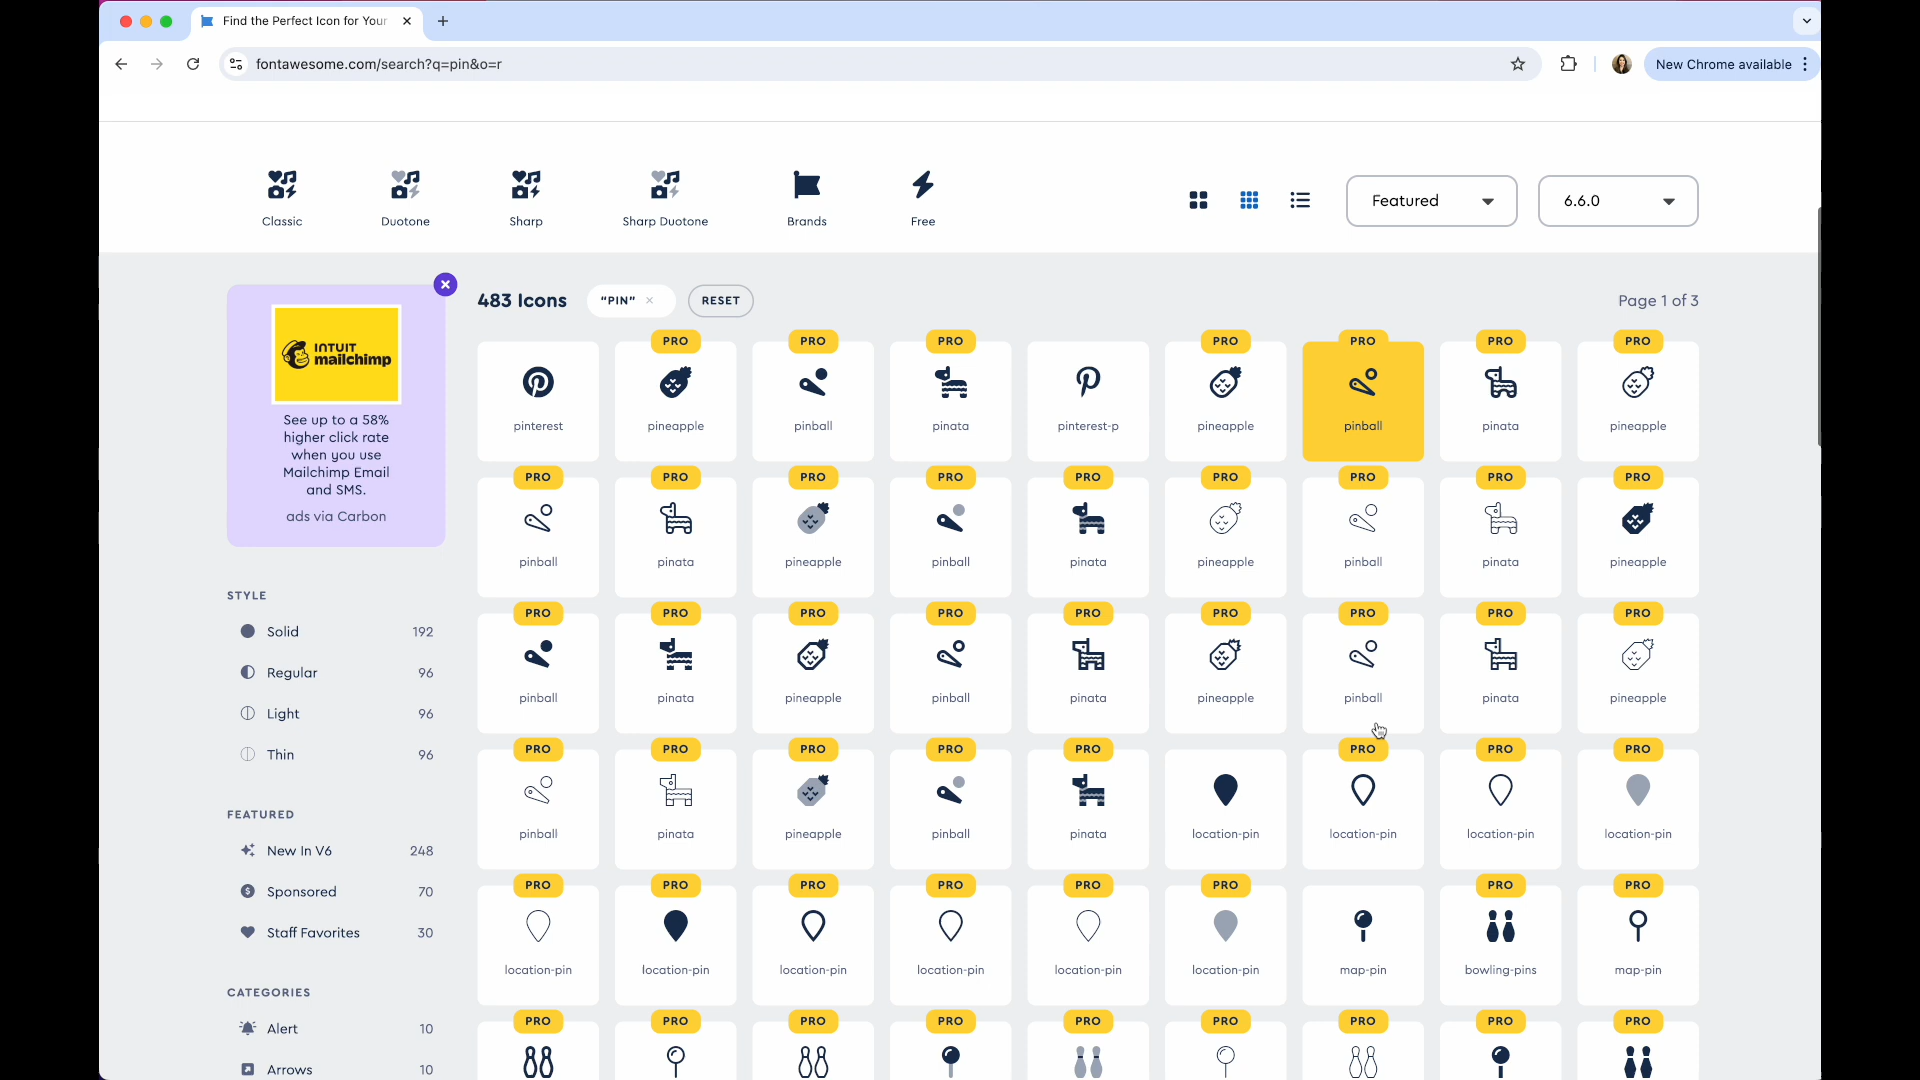 Find the Perfect Icon for Your
fontawesome.com/search?q=pin&o=r
New Chrome available
Classic
Duotone
Sharp
Sharp Duotone
Brands
Free
Featured
6.6.0
INTUIT
mailchimp
See up to a 58%
higher click rate
when you use
Mailchimp Email
and SMS.
ads via Carbon
STYLE
Solid 192
Regular 96
Light 96
Thin 96
FEATURED
New In V6 248
Sponsored 70
Staff Favorites 30
CATEGORIES
Alert 10
Arrows 10
483 Icons "PIN" × RESET
Page 1 of 3
PRO PRO PRO PRO PRO PRO PRO
pinterest pineapple pinball pinata pinterest-p pineapple pinball pinata pineapple
PRO PRO PRO PRO PRO PRO PRO PRO PRO
pinball pinata pineapple pinball pinata pineapple pinball pinata pineapple
PRO PRO PRO PRO PRO PRO PRO PRO PRO
pinball pinata pineapple pinball pinata pineapple pinball pinata pineapple
PRO PRO PRO PRO PRO PRO PRO PRO
pinball pinata pineapple pinball pinata location-pin location-pin location-pin location-pin
PRO PRO PRO PRO PRO PRO PRO PRO
location-pin location-pin location-pin location-pin location-pin location-pin map-pin bowling-pins map-pin
PRO PRO PRO PRO PRO PRO PRO PRO PRO